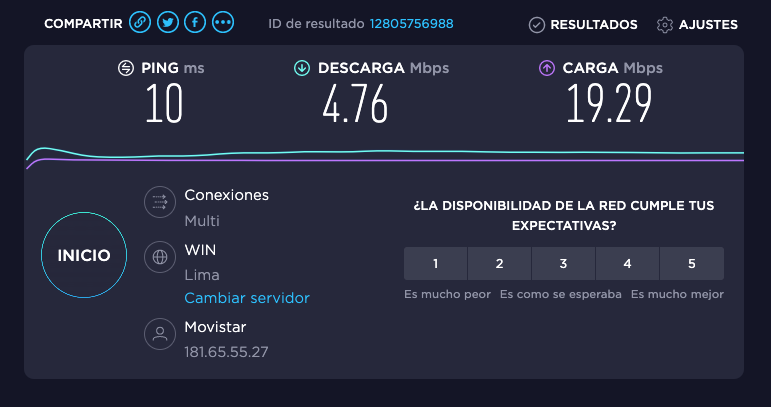 COMPARTIR
ID de resultado 12805756988
RESULTADOS
AJUSTES
PING ms
10
DESCARGA Mbps
4.76
CARGA Mbps
19.29
INICIO
Conexiones
Multi
WIN
Lima
Cambiar servidor
Movistar
181.65.55.27
¿LA DISPONIBILIDAD DE LA RED CUMPLE TUS
EXPECTATIVAS?
1 2 3 4 5
Es mucho peor Es como se esperaba Es mucho mejor